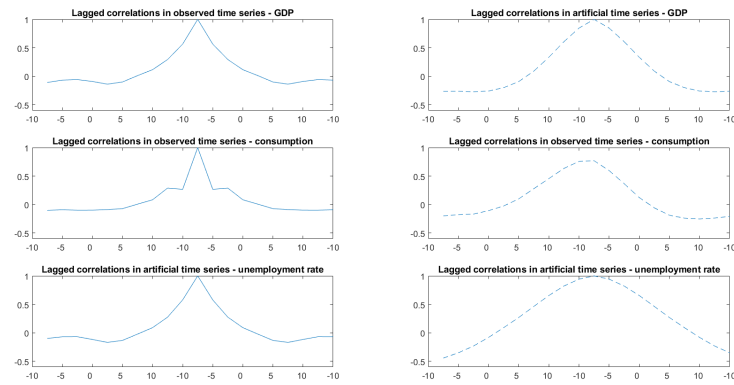 Lagged correlations in observed time series - GDP
1
0.5
0
-0.5
-10 -5 0 5 10 -10 -5 0 5 10 -10
Lagged correlations in artificial time series - GDP
1
0.5
0
-0.5
-10 -5 0 5 10 -10 -5 0 5 10 -10
Lagged correlations in observed time series - consumption
1
0.5
0
-0.5
-10 -5 0 5 10 -10 -5 0 5 10 -10
Lagged correlations in observed time series - consumption
1
0.5
0
-0.5
-10 -5 0 5 10 -10 -5 0 5 10 -10
Lagged correlations in artificial time series - unemployment rate
1
0.5
0
-0.5
-10 -5 0 5 10 -10 -5 0 5 10 -10
Lagged correlations in artificial time series - unemployment rate
1
0.5
0
-0.5
-10 -5 0 5 10 -10 -5 0 5 10 -10